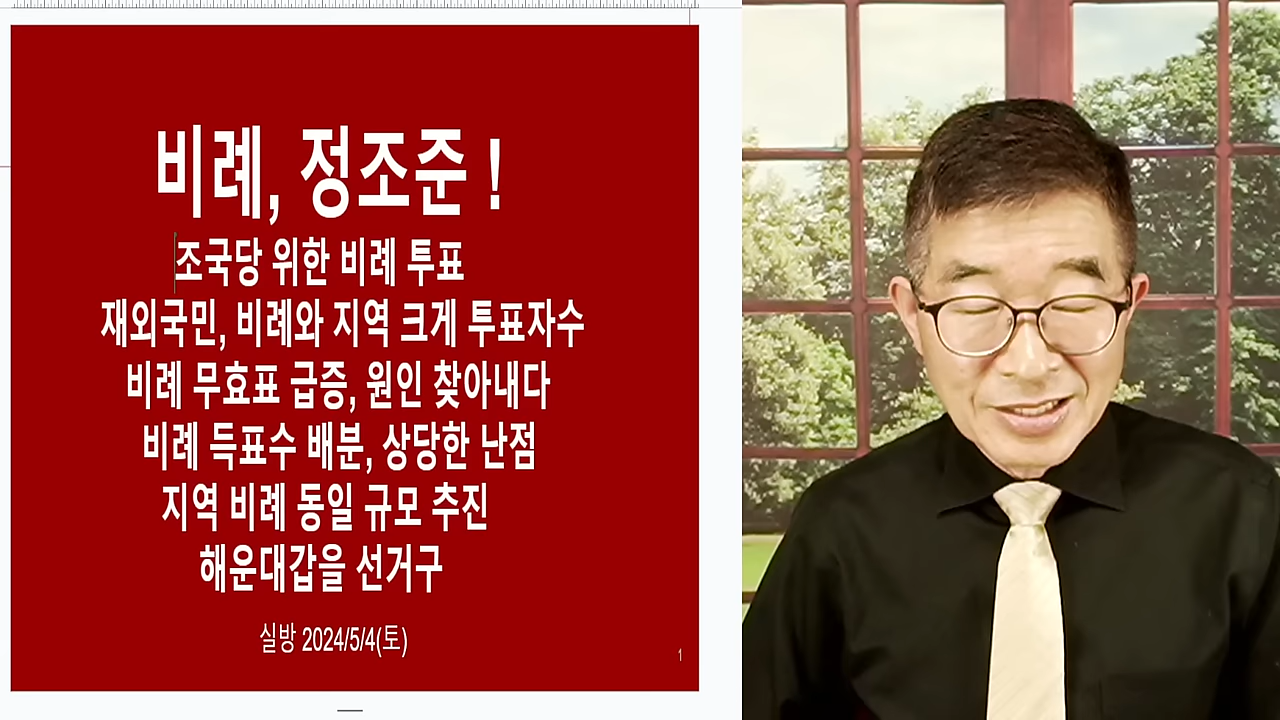 비례, 정조준 !
조국당 위한 비례 투표
재외국민, 비례와 지역 크게 투표자수
비례 무효표 급증, 원인 찾아내다
비례 득표수 배분, 상당한 난점
지역 비례 동일 규모 추진
해운대갑을 선거구
실방 2024/5/4(토)
1